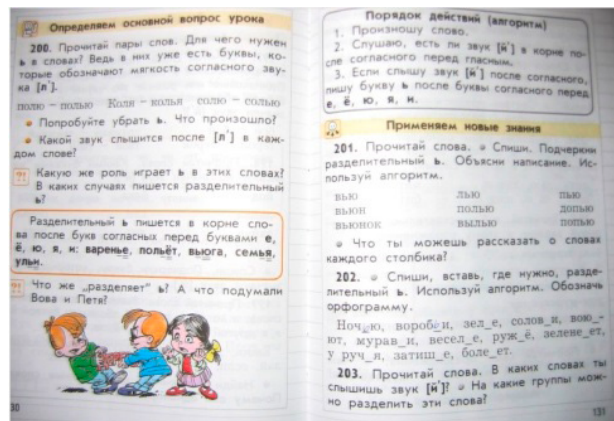 Определяем основной вопрос урока
200. Прочитай пары слов. Для чего нужен
ь в словах? Ведь в них уже есть буквы, ко-
торые обозначают мягкость согласного зву-
ка [л'].
полю – полью Коля – колья солю – солью
Попробуйте убрать ь. Что произошло?
Какой звук слышится после [л'] в каж-
дом слове?
?! Какую же роль играет ь в этих словах?
В каких случаях пишется разделительный
ь?
Разделительный ь пишется в корне сло-
ва после букв согласных перед буквами е,
ё, ю, я, и: варенье, польёт, вьюга, семья,
ульи.
Что же „разделяет" ь? А что подумали
Вова и Петя?
30
Порядок действий (алгоритм)
1. Произношу слово.
2. Слушаю, есть ли звук [й'] в корне по-
сле согласного перед гласным.
3. Если слышу звук [й'] после согласного,
пишу букву ь после буквы согласного перед
е, ё, ю, я, и.
Применяем новые знания
201. Прочитай слова. Спиши. Подчеркни
разделительный ь. Объясни написание. Ис-
пользуй алгоритм.
вью лью пью
вьюн полью допью
вьюнок вылью попью
Что ты можешь рассказать о словах
каждого столбика?
202. Спиши, вставь, где нужно, разде-
лительный ь. Используй алгоритм. Обозначь
орфограмму.
Ноч_ю, вороб_и, зел_е, солов_и, вою_-
ют, мурав_и, весел_е, руж_ё, зелене_ет,
у руч_я, затиш_е, боле_ет.
203. Прочитай слова. В каких словах ты
слышишь звук [й']? На какие группы мож-
но разделить эти слова?
131